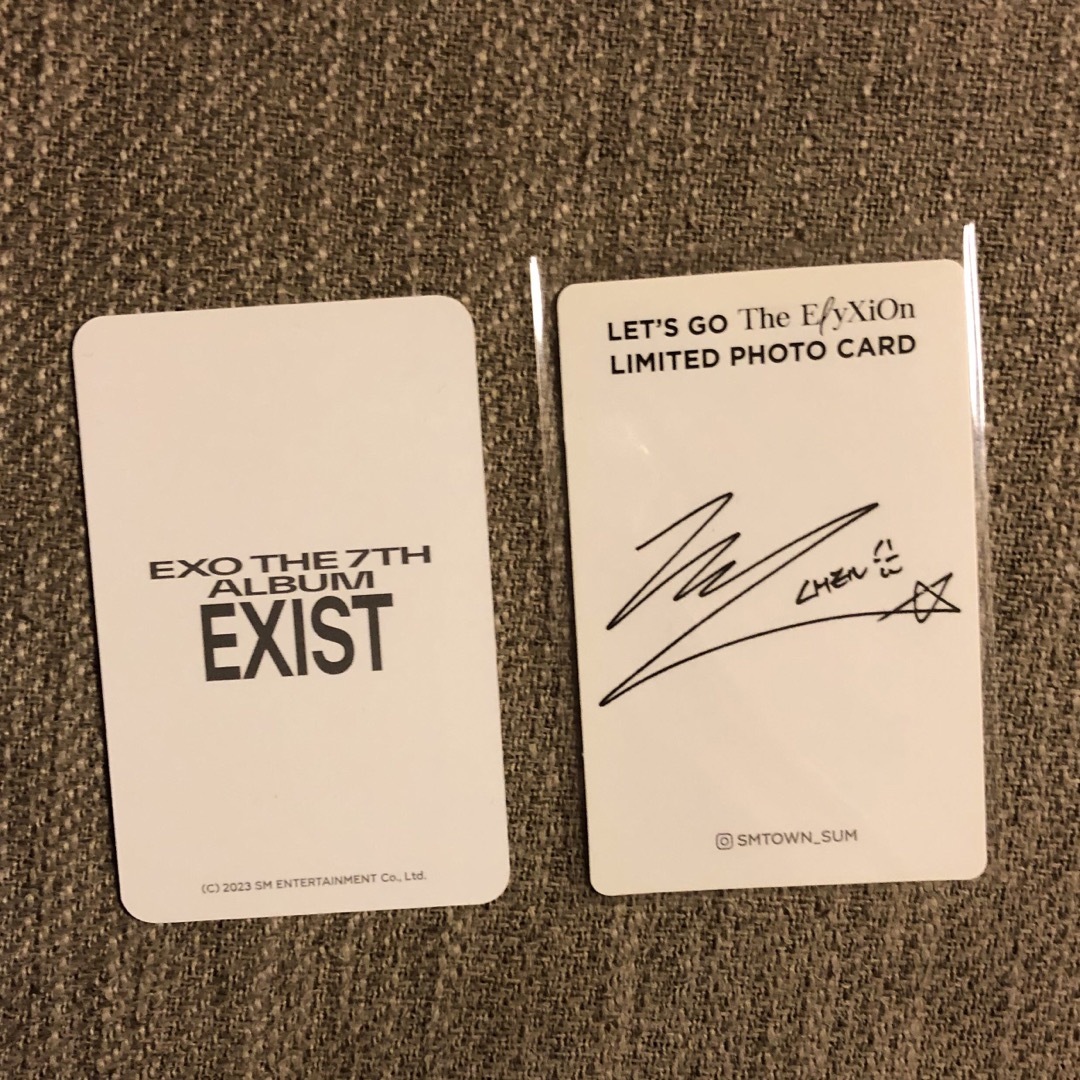 EXO THE 7TH
ALBUM
EXIST
(C) 2023 SM ENTERTAINMENT Co., Ltd.
LET'S GO The ElyXiOn
LIMITED PHOTO CARD
CHEN
SMTOWN_SUM